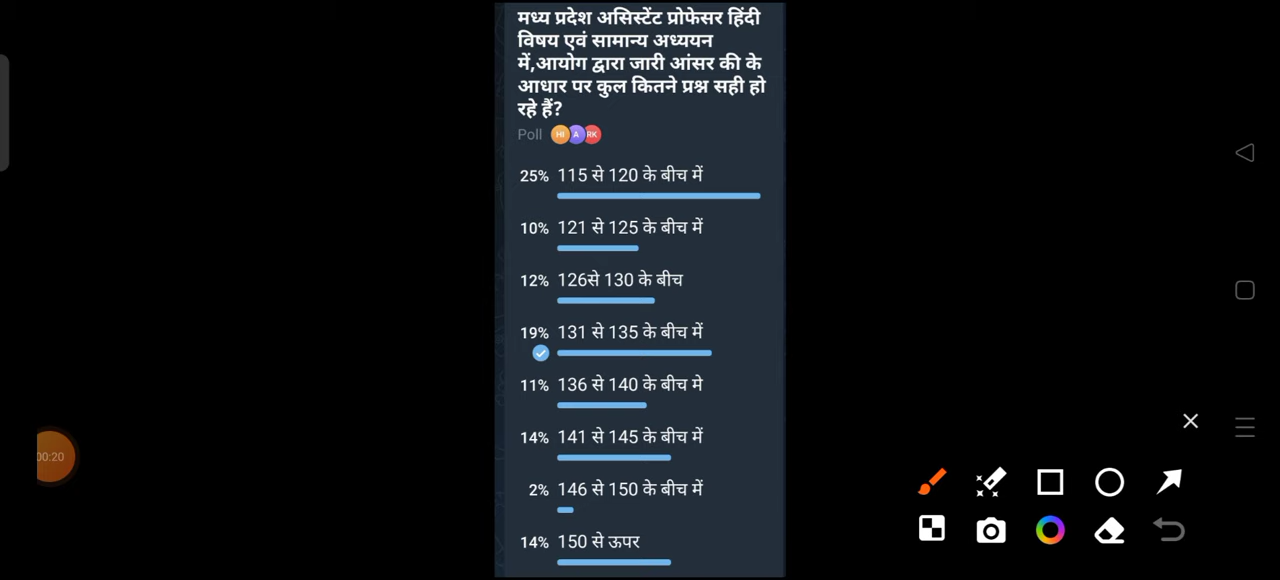 मध्य प्रदेश असिस्टेंट प्रोफेसर हिंदी
विषय एवं सामान्य अध्ययन
में,आयोग द्वारा जारी आंसर की के
आधार पर कुल कितने प्रश्न सही हो
रहे हैं?
Poll HI A RK
25% 115 से 120 के बीच में
10% 121 से 125 के बीच में
12% 126से 130 के बीच
19% 131 से 135 के बीच में
11% 136 से 140 के बीच मे
14% 141 से 145 के बीच में
2% 146 से 150 के बीच में
14% 150 से ऊपर
00:20